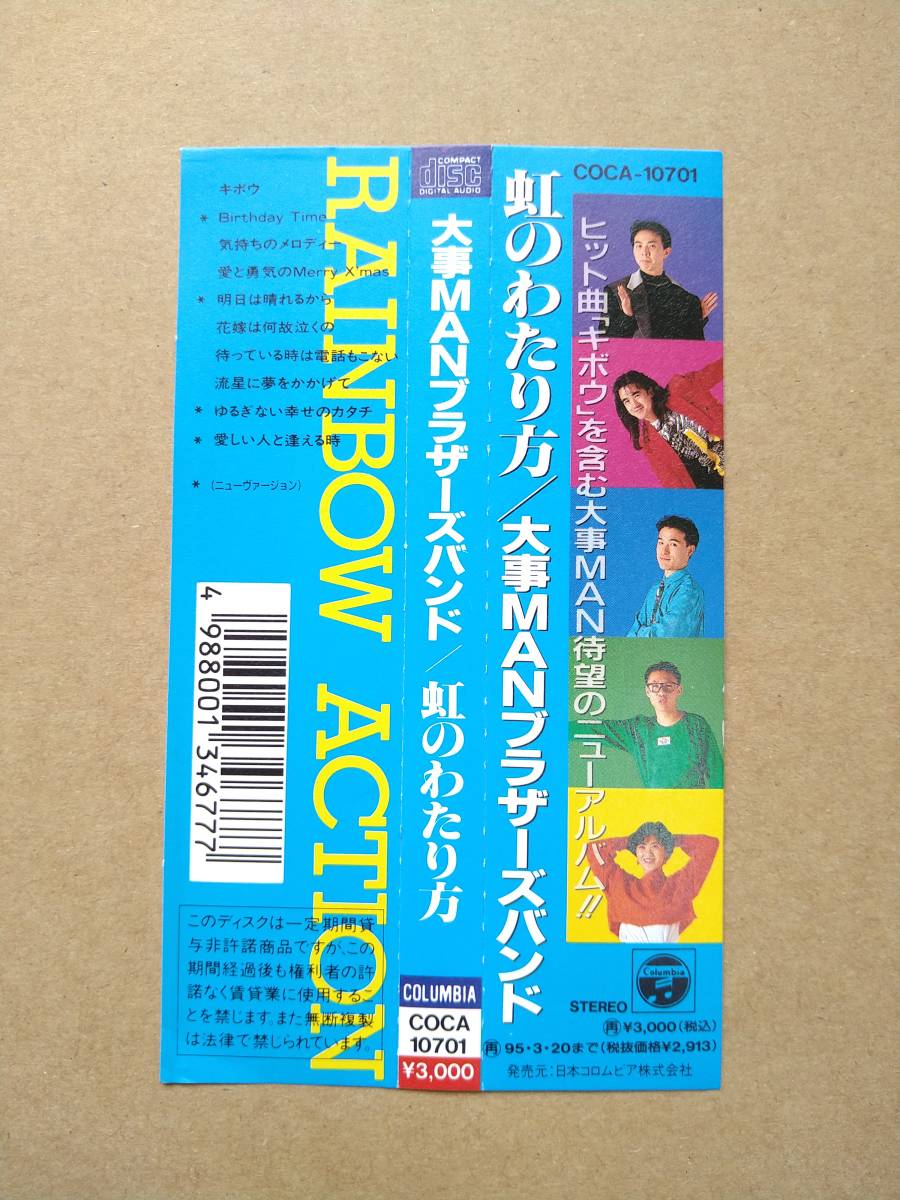 COCA-10701
ヒット曲「キボウ」を含む大事MAN待望のニューアルバム!!
虹のわたり方/大事MANブラザーズバンド
STEREO
Columbia
再¥3,000(税込)
再95・3・20まで(税抜価格¥2,913)
発売元:日本コロムビア株式会社
COMPACT
disc
DIGITAL AUDIO
大事MANブラザーズバンド/虹のわたり方
COLUMBIA
COCA
10701
¥3,000
RAINBOW ACTION
キボウ
* Birthday Time
気持ちのメロディー
愛と勇気のMerry X'mas
* 明日は晴れるから
花嫁は何故泣くの
待っている時は電話もこない
流星に夢をかかげて
* ゆるぎない幸せのカタチ
* 愛しい人と逢える時
* (ニューヴァージョン)
4 988001 346777
このディスクは一定期間貸
与非許諾商品ですが、この
期間経過後も権利者の許
諾なく賃貸業に使用するこ
とを禁じます。また無断複製
は法律で禁じられています。